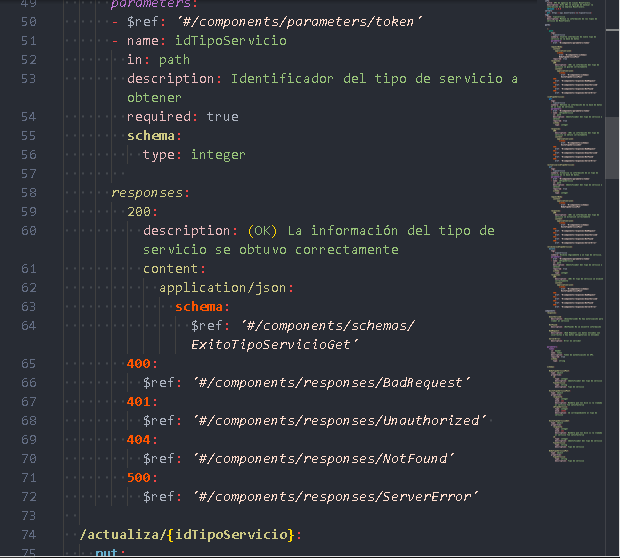 49 parameters:
50 - $ref: ´#/components/parameters/token´
51 - name: idTipoServicio
52 in: path
53 description: Identificador del tipo de servicio a
obtener
54 required: true
55 schema:
56 type: integer
57
58 responses:
59 200:
60 description: (OK) La información del tipo de
servicio se obtuvo correctamente
61 content:
62 application/json:
63 schema:
64 $ref: ´#/components/schemas/
ExitoTipoServicioGet´
65 400:
66 $ref: ´#/components/responses/BadRequest´
67 401:
68 $ref: ´#/components/responses/Unauthorized´
69 404:
70 $ref: ´#/components/responses/NotFound´
71 500:
72 $ref: ´#/components/responses/ServerError´
73
74 /actualiza/{idTipoServicio}:
75 put: